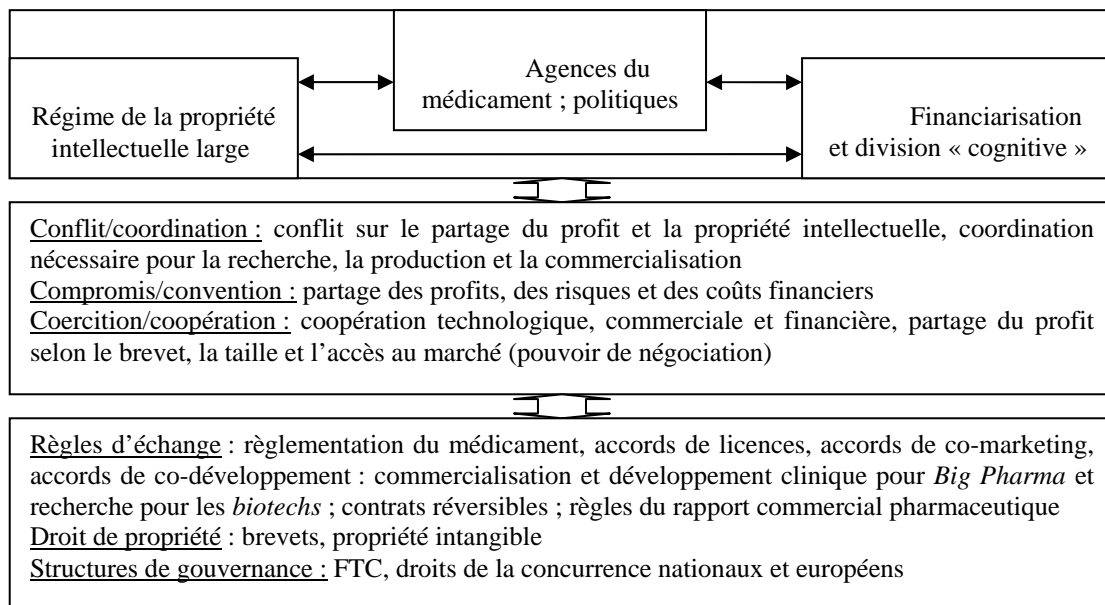 Agences du
médicament ; politiques
Régime de la propriété
intellectuelle large
Financiarisation
et division « cognitive »
Conflit/coordination : conflit sur le partage du profit et la propriété intellectuelle, coordination
nécessaire pour la recherche, la production et la commercialisation
Compromis/convention : partage des profits, des risques et des coûts financiers
Coercition/coopération : coopération technologique, commerciale et financière, partage du profit
selon le brevet, la taille et l’accès au marché (pouvoir de négociation)
Règles d’échange : règlementation du médicament, accords de licences, accords de co-marketing,
accords de co-développement : commercialisation et développement clinique pour Big Pharma et
recherche pour les biotechs ; contrats réversibles ; règles du rapport commercial pharmaceutique
Droit de propriété : brevets, propriété intangible
Structures de gouvernance : FTC, droits de la concurrence nationaux et européens